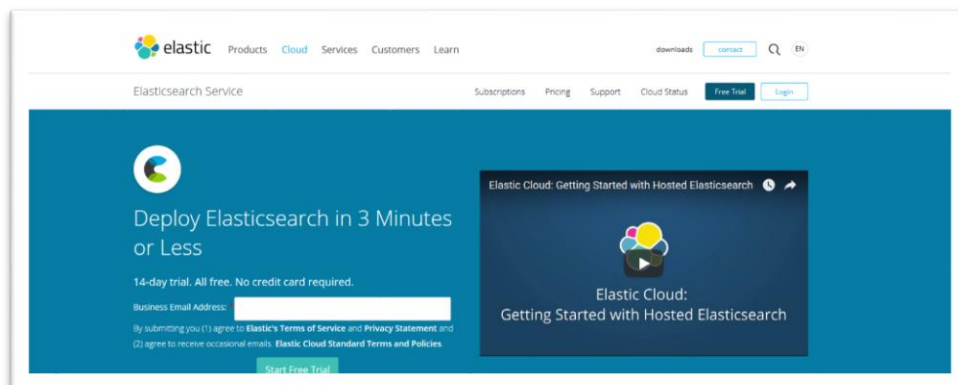 elastic Products Cloud Services Customers Learn downloads contact EN
Elasticsearch Service Subscriptions Pricing Support Cloud Status Free Trial Login
Deploy Elasticsearch in 3 Minutes
or Less
14-day trial. All free. No credit card required.
Business Email Address:
By submitting you (1) agree to Elastic's Terms of Service and Privacy Statement and
(2) agree to receive occasional emails. Elastic Cloud Standard Terms and Policies.
Start Free Trial
Elastic Cloud: Getting Started with Hosted Elasticsearch
Elastic Cloud:
Getting Started with Hosted Elasticsearch